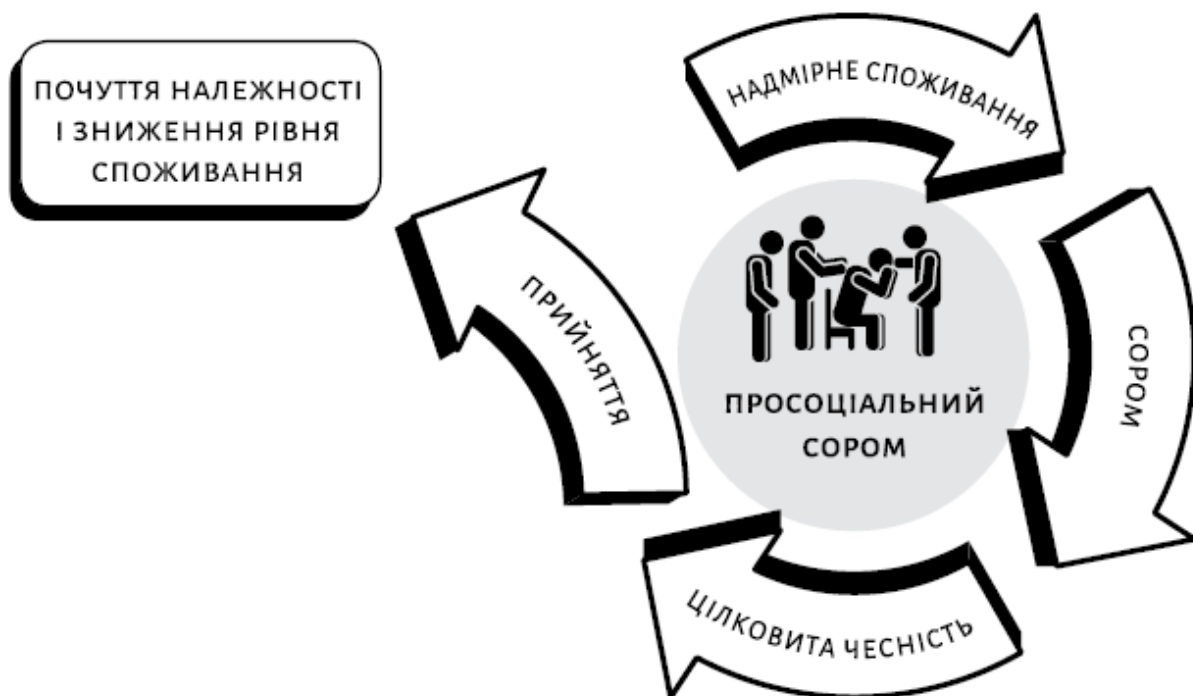 ПОЧУТТЯ НАЛЕЖНОСТІ
І ЗНИЖЕННЯ РІВНЯ
СПОЖИВАННЯ
НАДМІРНЕ СПОЖИВАННЯ
СОРОМ
ЦІЛКОВИТА ЧЕСНІСТЬ
ПРИЙНЯТТЯ
ПРОСОЦІАЛЬНИЙ
СОРОМ